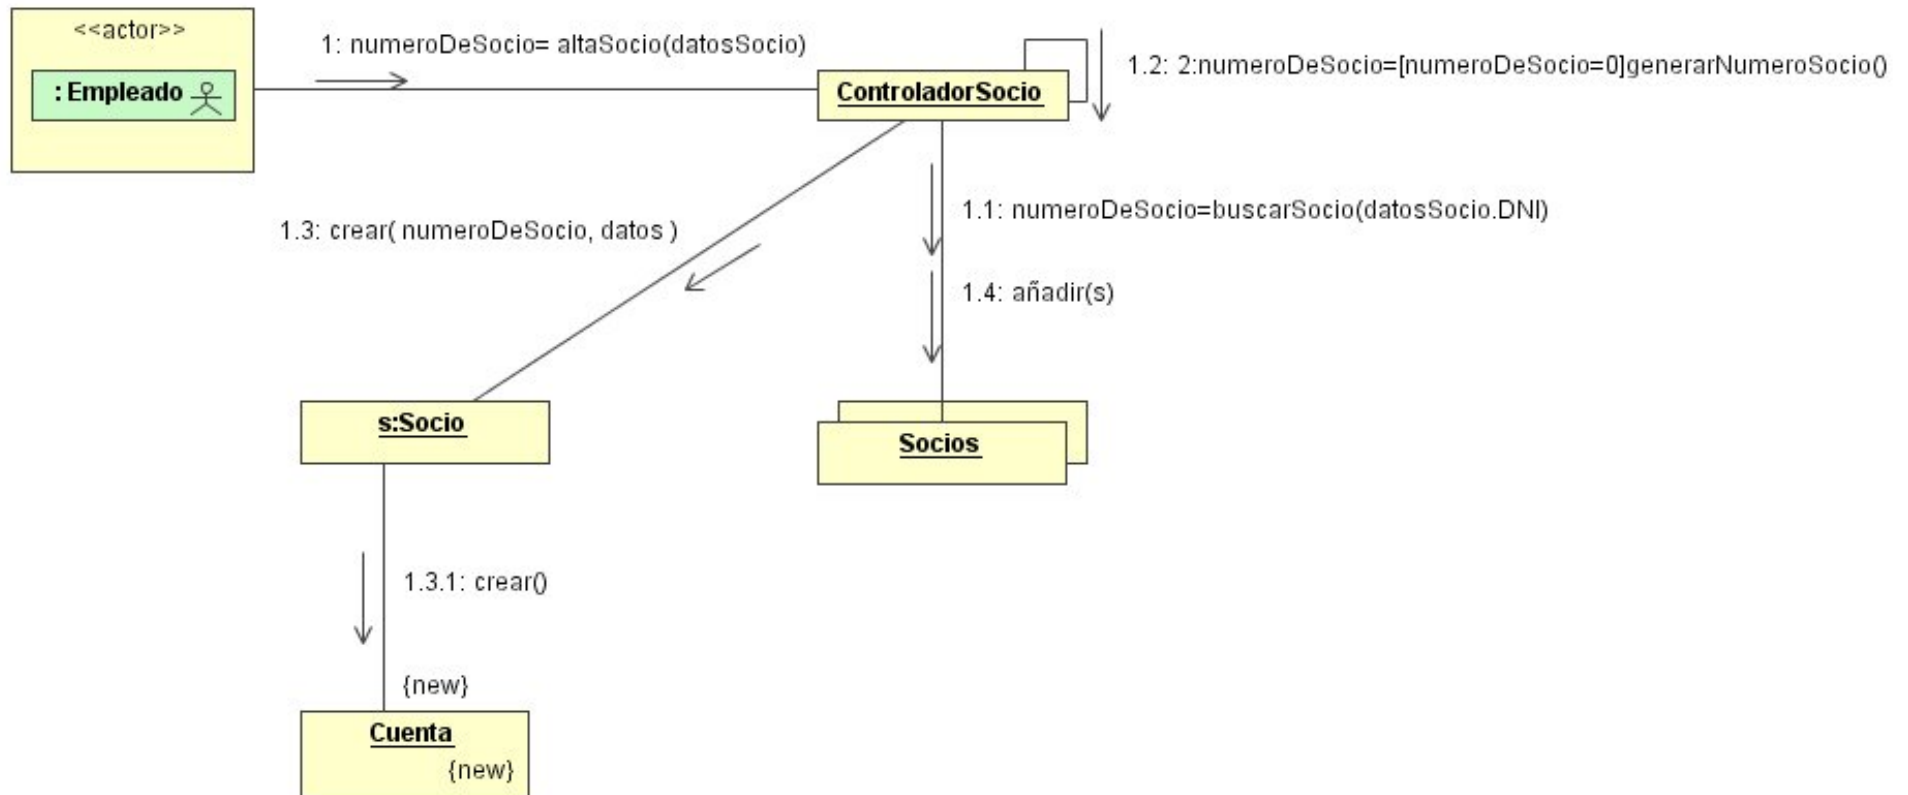 <<actor>>
: Empleado
1: numeroDeSocio= altaSocio(datosSocio)
ControladorSocio
1.2: 2:numeroDeSocio=[numeroDeSocio=0]generarNumeroSocio()
1.3: crear( numeroDeSocio, datos )
1.1: numeroDeSocio=buscarSocio(datosSocio.DNI)
1.4: añadir(s)
s:Socio
Socios
1.3.1: crear()
{new}
Cuenta
{new}